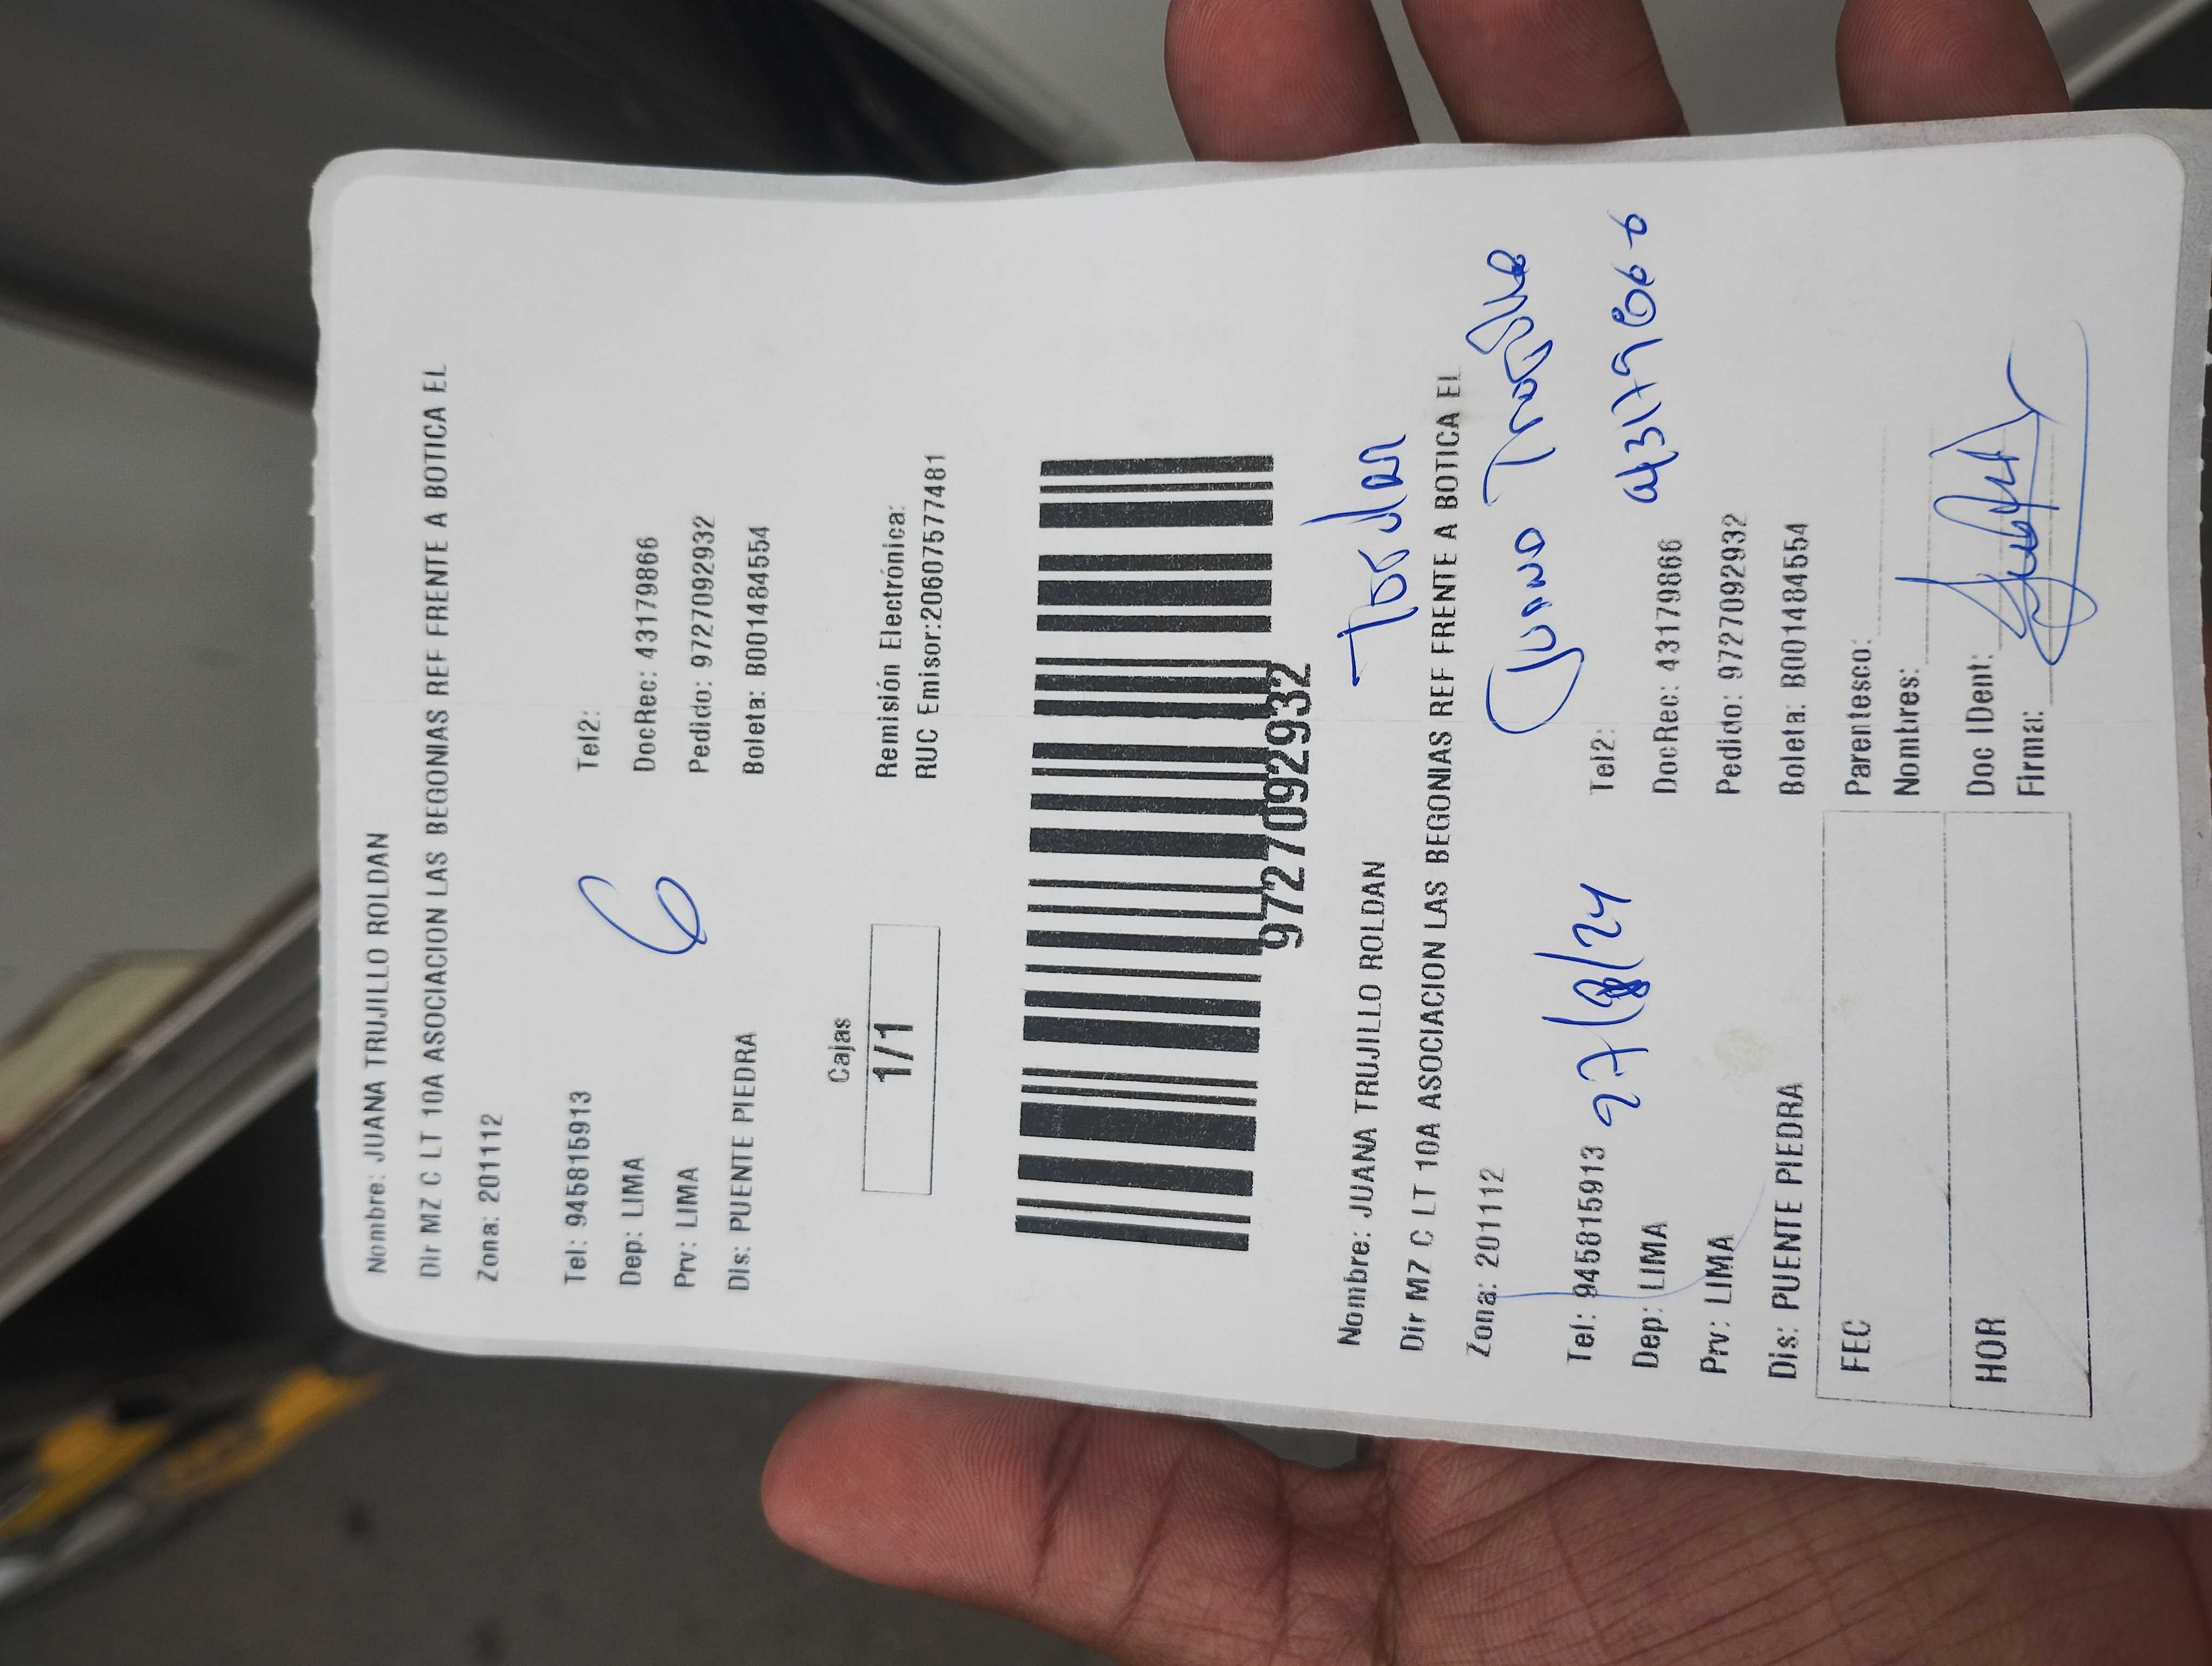 Nombre: JUANA TRUJILLO ROLDAN
Dir MZ C LT 10A ASOCIACION LAS BEGONIAS REF FRENTE A BOTICA EL
Zona: 201112
6
Tel: 945815913 Tel2:
Dep: LIMA DocRec: 43179866
Prv: LIMA Pedido: 9727092932
Dis: PUENTE PIEDRA Boleta: B001484554
Cajas
1/1
Remisión Electrónica:
RUC Emisor:20607577481
9727092932
Nombre: JUANA TRUJILLO ROLDAN
Dir MZ C LT 10A ASOCIACION LAS BEGONIAS REF FRENTE A BOTICA EL
Juana Trujillo
Zona: 201112
27/8/24
Tel: 945815913 Tel2:
Dep: LIMA DocRec: 43179866
Prv: LIMA Pedido: 9727092932
Dis: PUENTE PIEDRA Boleta: B001484554
FEC Parentesco:
Nombres:
HOR Doc IDent:
Firma: